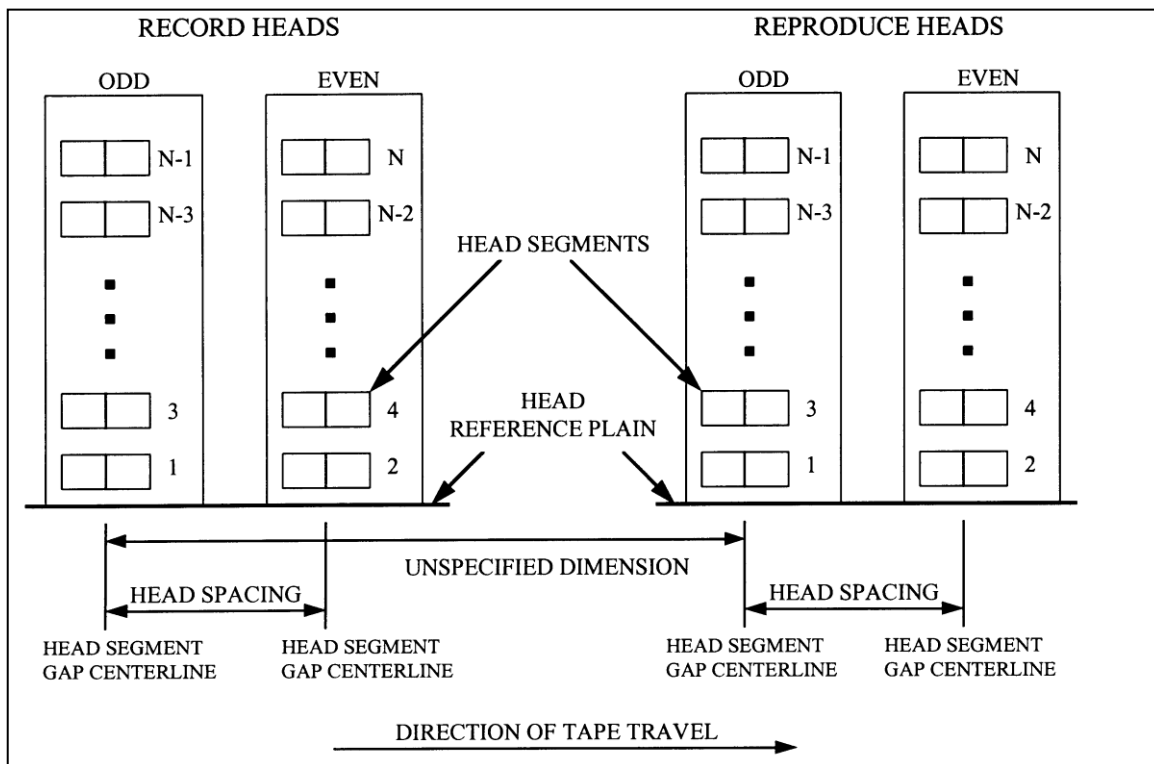 RECORD HEADS
REPRODUCE HEADS
ODD
EVEN
ODD
EVEN
N-1
N
N-1
N
N-3
N-2
N-3
N-2
HEAD SEGMENTS
3
4
3
4
HEAD
REFERENCE PLAIN
1
2
1
2
UNSPECIFIED DIMENSION
HEAD SPACING
HEAD SPACING
HEAD SEGMENT
GAP CENTERLINE
HEAD SEGMENT
GAP CENTERLINE
HEAD SEGMENT
GAP CENTERLINE
HEAD SEGMENT
GAP CENTERLINE
DIRECTION OF TAPE TRAVEL